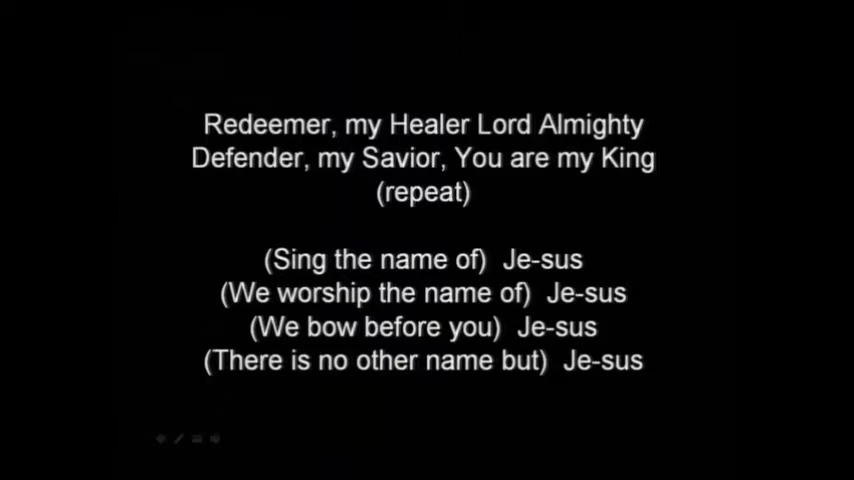 Redeemer, my Healer Lord Almighty
Defender, my Savior, You are my King
(repeat)
(Sing the name of) Je-sus
(We worship the name of) Je-sus
(We bow before you) Je-sus
(There is no other name but) Je-sus